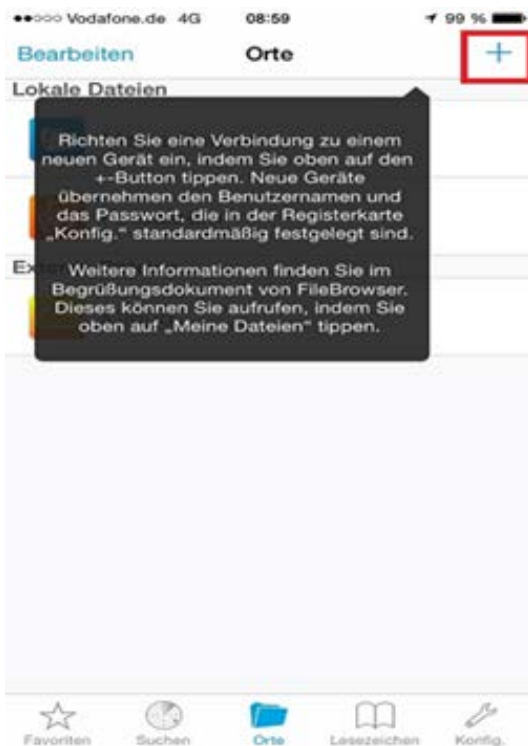 Vodafone.de 4G 08:59 99 %
Bearbeiten Orte +
Lokale Dateien
Richten Sie eine Verbindung zu einem
neuen Gerät ein, indem Sie oben auf den
+-Button tippen. Neue Geräte
übernehmen den Benutzernamen und
das Passwort, die in der Registerkarte
„Konfig.“ standardmäßig festgelegt sind.
Weitere Informationen finden Sie im
Begrüßungsdokument von FileBrowser.
Dieses können Sie aufrufen, indem Sie
oben auf „Meine Dateien“ tippen.
Favoriten Suchen Orte Lesezeichen Konfig.